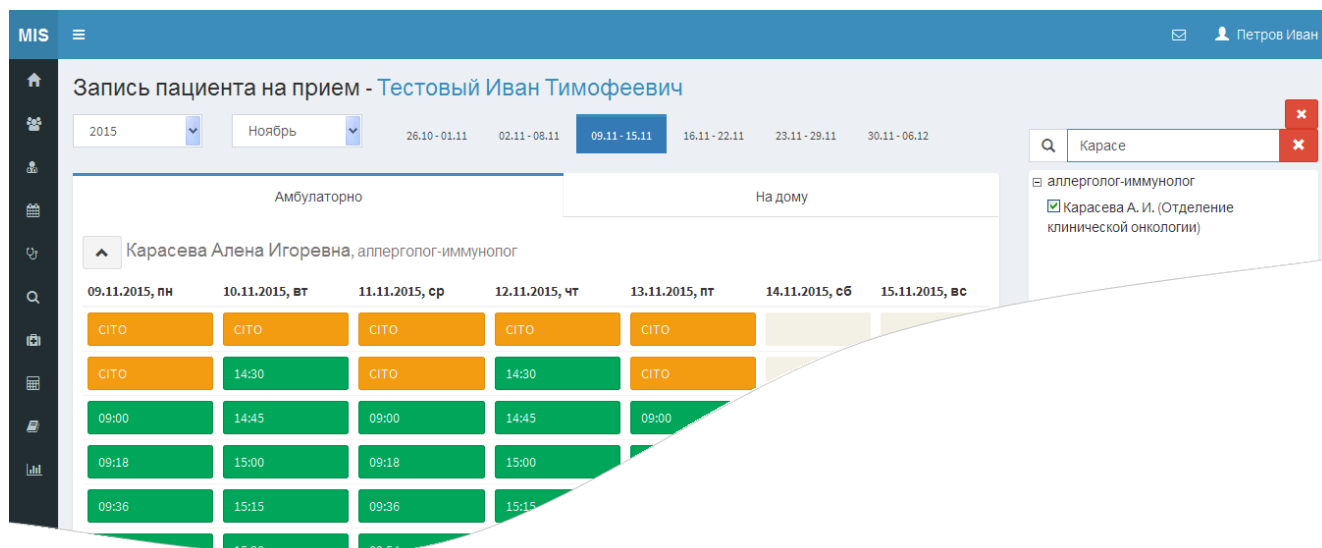 MIS
Петров Иван
Запись пациента на прием - Тестовый Иван Тимофеевич
2015 Ноябрь 26.10 - 01.11 02.11 - 08.11 09.11 - 15.11 16.11 - 22.11 23.11 - 29.11 30.11 - 06.12
Карасе
Амбулаторно На дому
аллерголог-иммунолог
Карасева А. И. (Отделение
клинической онкологии)
Карасева Алена Игоревна, аллерголог-иммунолог
09.11.2015, пн 10.11.2015, вт 11.11.2015, ср 12.11.2015, чт 13.11.2015, пт 14.11.2015, сб 15.11.2015, вс
CITO CITO CITO CITO CITO
CITO 14:30 CITO 14:30 CITO
09:00 14:45 09:00 14:45 09:00
09:18 15:00 09:18 15:00
09:36 15:15 09:36 15:15